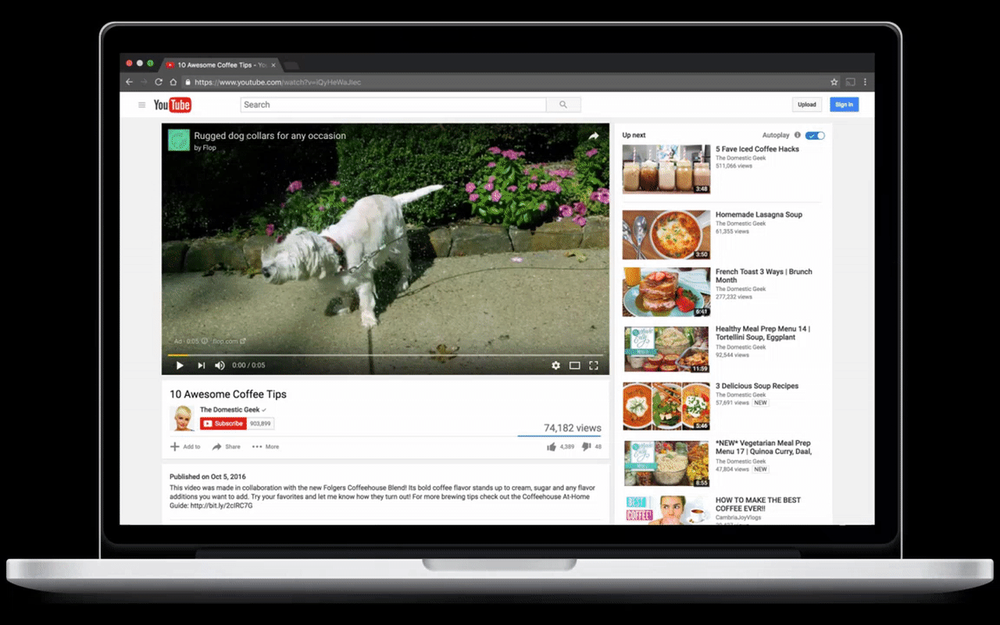 10 Awesome Coffee Tips - Yo
https://www.youtube.com/watch?v=iQyHeWaJiec
YouTube
Search
Upload
Sign in
Rugged dog collars for any occasion
by Flop
Ad · 0:05
flop.com
0:00 / 0:05
10 Awesome Coffee Tips
The Domestic Geek
Subscribe 903,899
74,182 views
Add to Share More
4,389 48
Published on Oct 5, 2016
This video was made in collaboration with the new Folgers Coffeehouse Blend! Its bold coffee flavor stands up to cream, sugar and any flavor
additions you want to add. Try your favorites and let me know how they turn out! For more brewing tips check out the Coffeehouse At-Home
Guide: http://bit.ly/2cIRC7G
Up next
Autoplay
5 Fave Iced Coffee Hacks
The Domestic Geek
511,066 views
3:48
Homemade Lasagna Soup
The Domestic Geek
61,355 views
3:50
French Toast 3 Ways | Brunch
Month
The Domestic Geek
277,232 views
6:41
Healthy Meal Prep Menu 14 |
Tortellini Soup, Eggplant
The Domestic Geek
92,544 views
11:59
3 Delicious Soup Recipes
The Domestic Geek
57,691 views NEW
5:46
*NEW* Vegetarian Meal Prep
Menu 17 | Quinoa Curry, Daal,
The Domestic Geek
47,804 views NEW
8:55
HOW TO MAKE THE BEST
COFFEE EVER!!
CambriaJoyVlogs
BEST
COFFEE!